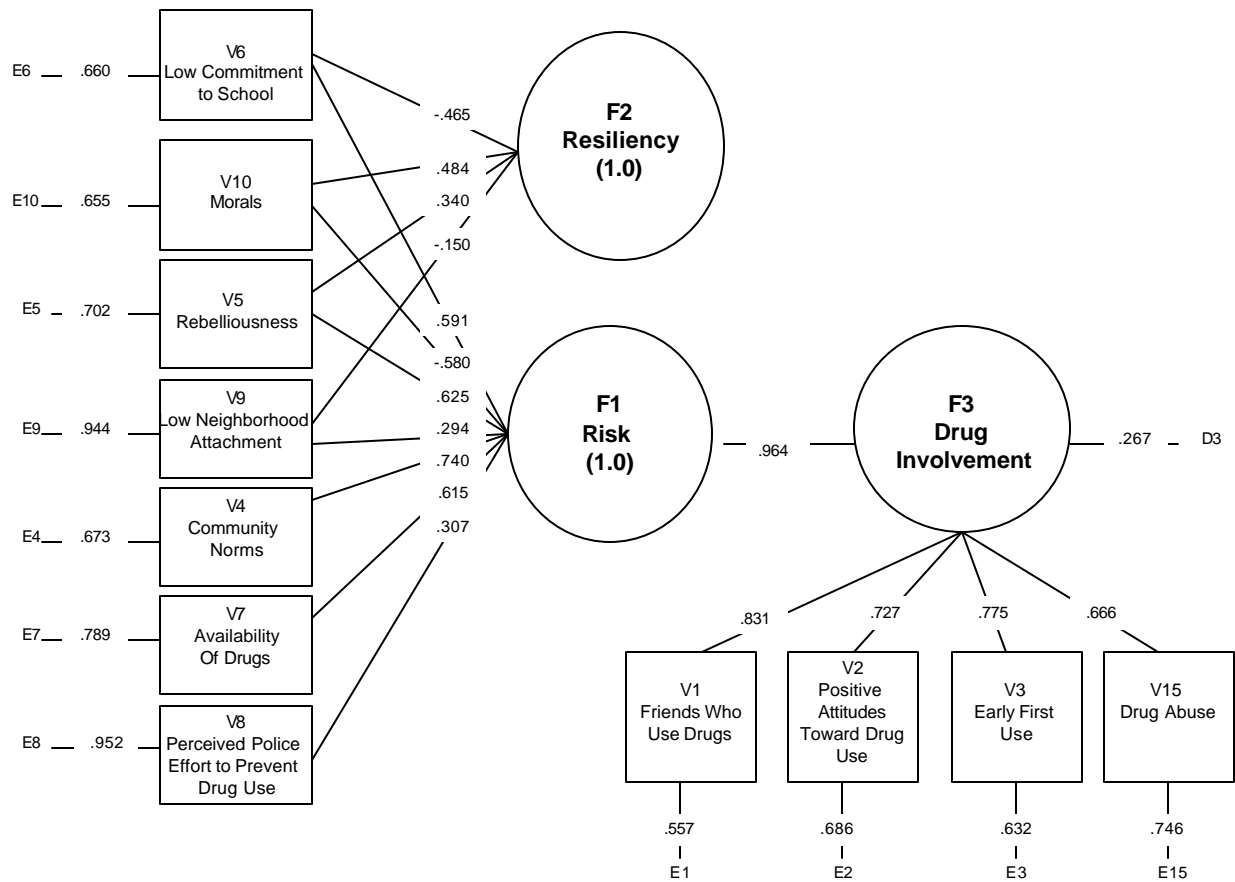 V6
Low Commitment
to School
E6
.660
V10
Morals
E10
.655
V5
Rebelliousness
E5
.702
V9
Low Neighborhood
Attachment
E9
.944
V4
Community
Norms
E4
.673
V7
Availability
Of Drugs
E7
.789
V8
Perceived Police
Effort to Prevent
Drug Use
E8
.952
-.465
.484
.340
-.150
.591
-.580
.625
.294
.740
.615
.307
F2
Resiliency
(1.0)
F1
Risk
(1.0)
.964
F3
Drug
Involvement
.267
D3
.831
.727
.775
.666
V1
Friends Who
Use Drugs
V2
Positive
Attitudes
Toward Drug
Use
V3
Early First
Use
V15
Drug Abuse
.557
.686
.632
.746
E1
E2
E3
E15